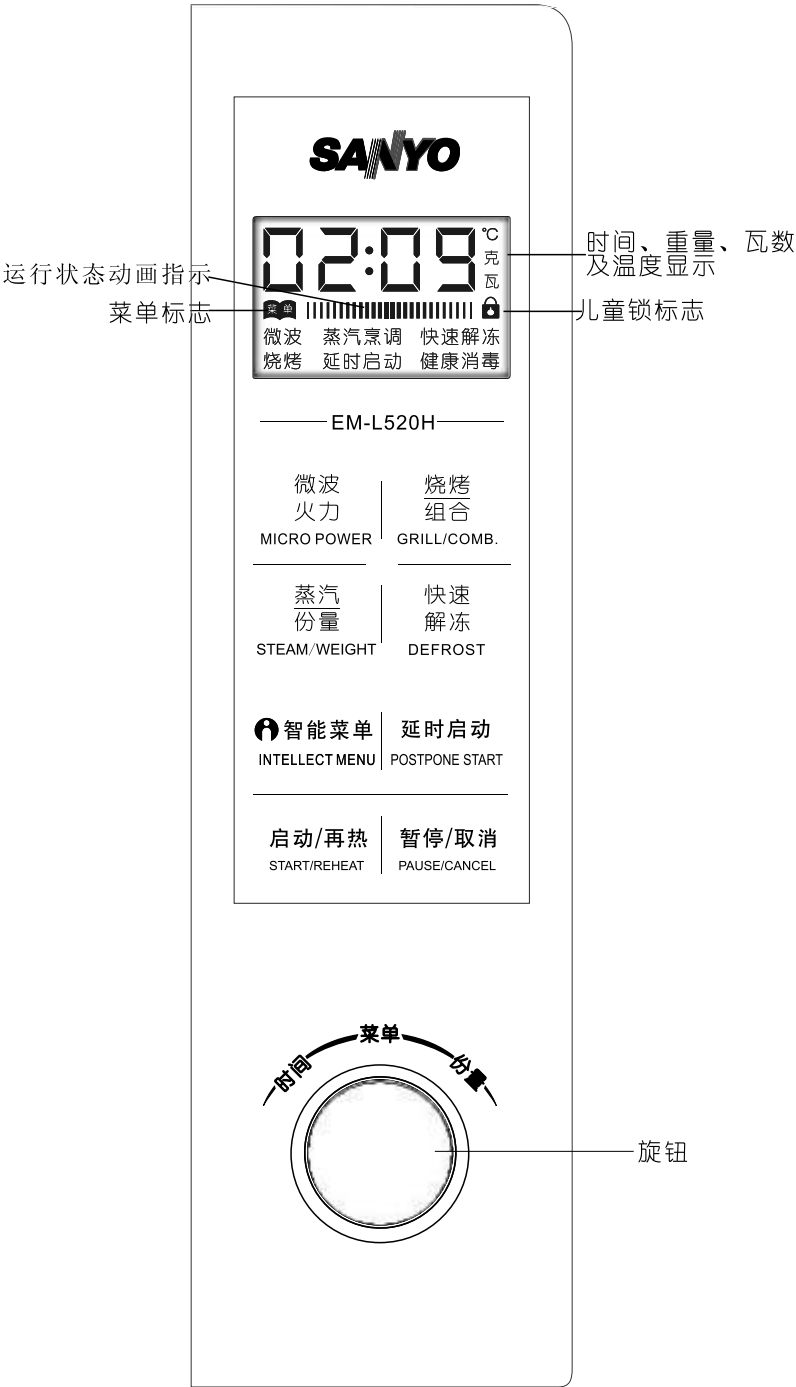 SANYO
02:09
℃
克
瓦
时间、重量、瓦数
及温度显示
运行状态动画指示
菜单标志
菜单
儿童锁标志
微波 蒸汽烹调 快速解冻
烧烤 延时启动 健康消毒
EM-L520H
微波
火力
MICRO POWER
烧烤
组合
GRILL/COMB.
蒸汽
份量
STEAM/WEIGHT
快速
解冻
DEFROST
智能菜单
INTELLECT MENU
延时启动
POSTPONE START
启动/再热
START/REHEAT
暂停/取消
PAUSE/CANCEL
时间
菜单
份量
旋钮